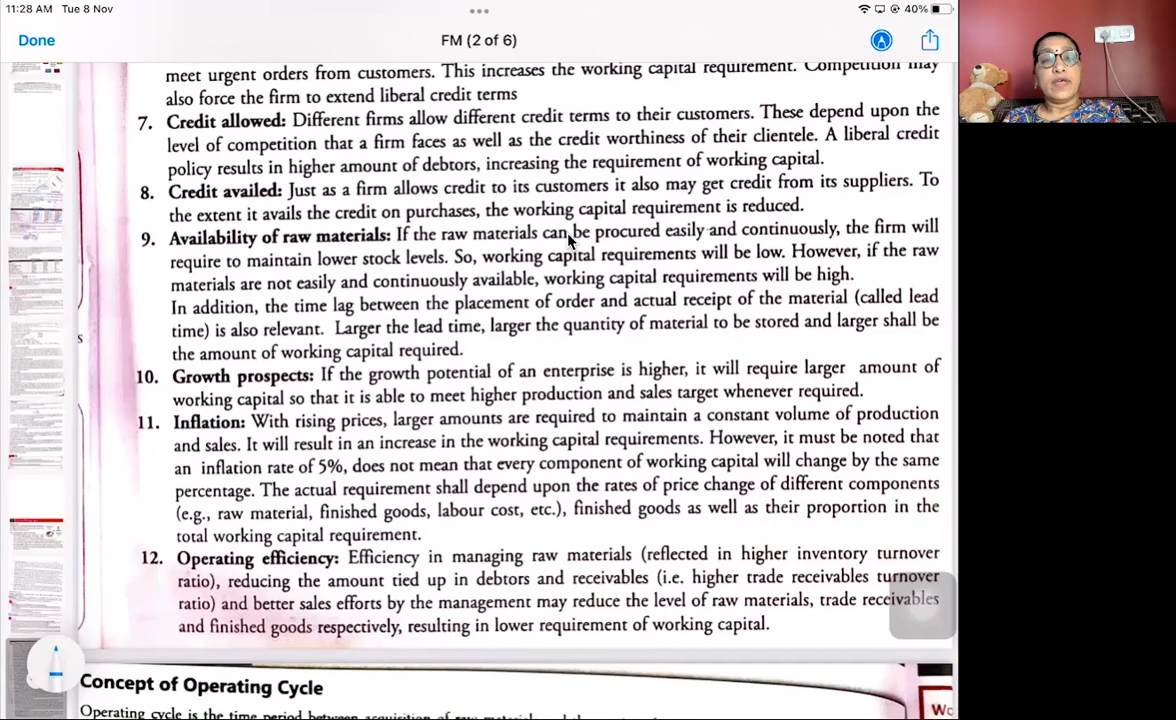 11:28 AM Tue 8 Nov
40%
Done
FM (2 of 6)
meet urgent orders from customers. This increases the working capital requirement. Competition may
also force the firm to extend liberal credit terms
7. Credit allowed: Different firms allow different credit terms to their customers. These depend upon the
level of competition that a firm faces as well as the credit worthiness of their clientele. A liberal credit
policy results in higher amount of debtors, increasing the requirement of working capital.
8. Credit availed: Just as a firm allows credit to its customers it also may get credit from its suppliers. To
the extent it avails the credit on purchases, the working capital requirement is reduced.
9. Availability of raw materials: If the raw materials can be procured easily and continuously, the firm will
require to maintain lower stock levels. So, working capital requirements will be low. However, if the raw
materials are not easily and continuously available, working capital requirements will be high.
In addition, the time lag between the placement of order and actual receipt of the material (called lead
time) is also relevant. Larger the lead time, larger the quantity of material to be stored and larger shall be
the amount of working capital required.
10. Growth prospects: If the growth potential of an enterprise is higher, it will require larger amount of
working capital so that it is able to meet higher production and sales target whenever required.
11. Inflation: With rising prices, larger amounts are required to maintain a constant volume of production
and sales. It will result in an increase in the working capital requirements. However, it must be noted that
an inflation rate of 5%, does not mean that every component of working capital will change by the same
percentage. The actual requirement shall depend upon the rates of price change of different components
(e.g., raw material, finished goods, labour cost, etc.), finished goods as well as their proportion in the
total working capital requirement.
12. Operating efficiency: Efficiency in managing raw materials (reflected in higher inventory turnover
ratio), reducing the amount tied up in debtors and receivables (i.e. higher trade receivables turnover
ratio) and better sales efforts by the management may reduce the level of raw materials, trade receivables
and finished goods respectively, resulting in lower requirement of working capital.
s
Concept of Operating Cycle
Operating cycle is the time period between acquisition of